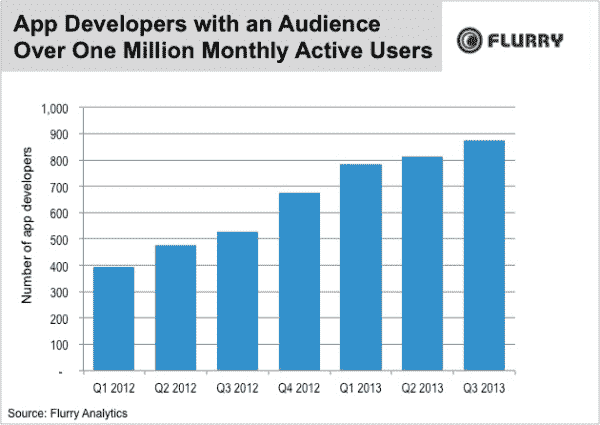 App Developers with an Audience
Over One Million Monthly Active Users
FLURRY
1,000
900
800
700
600
500
400
300
200
100
-
Number of app developers
Q1 2012 Q2 2012 Q3 2012 Q4 2012 Q1 2013 Q2 2013 Q3 2013
Source: Flurry Analytics